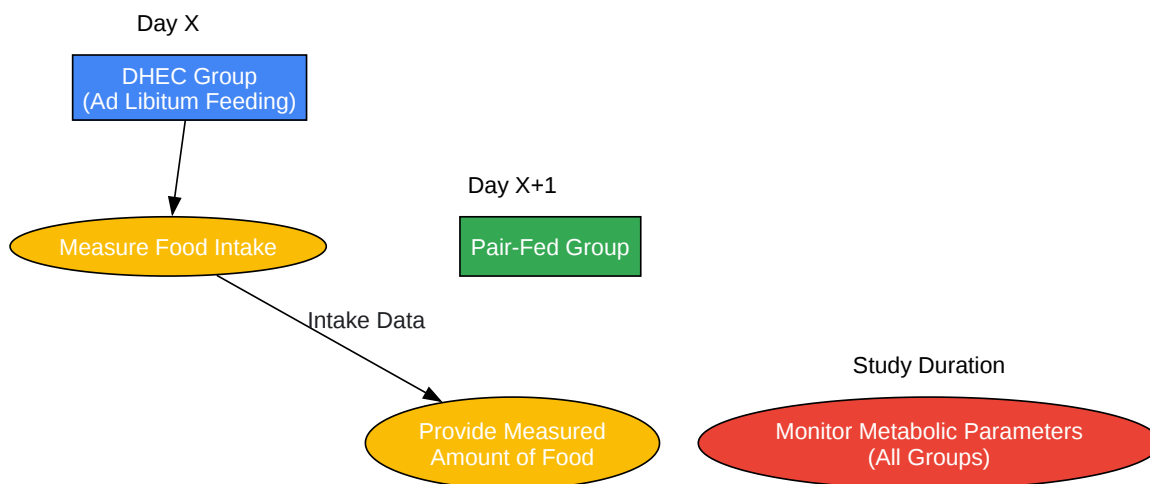 Day X
DHEC Group
(Ad Libitum Feeding)
Day X+1
Measure Food Intake
Pair-Fed Group
Intake Data
Study Duration
Provide Measured
Amount of Food
Monitor Metabolic Parameters
(All Groups)